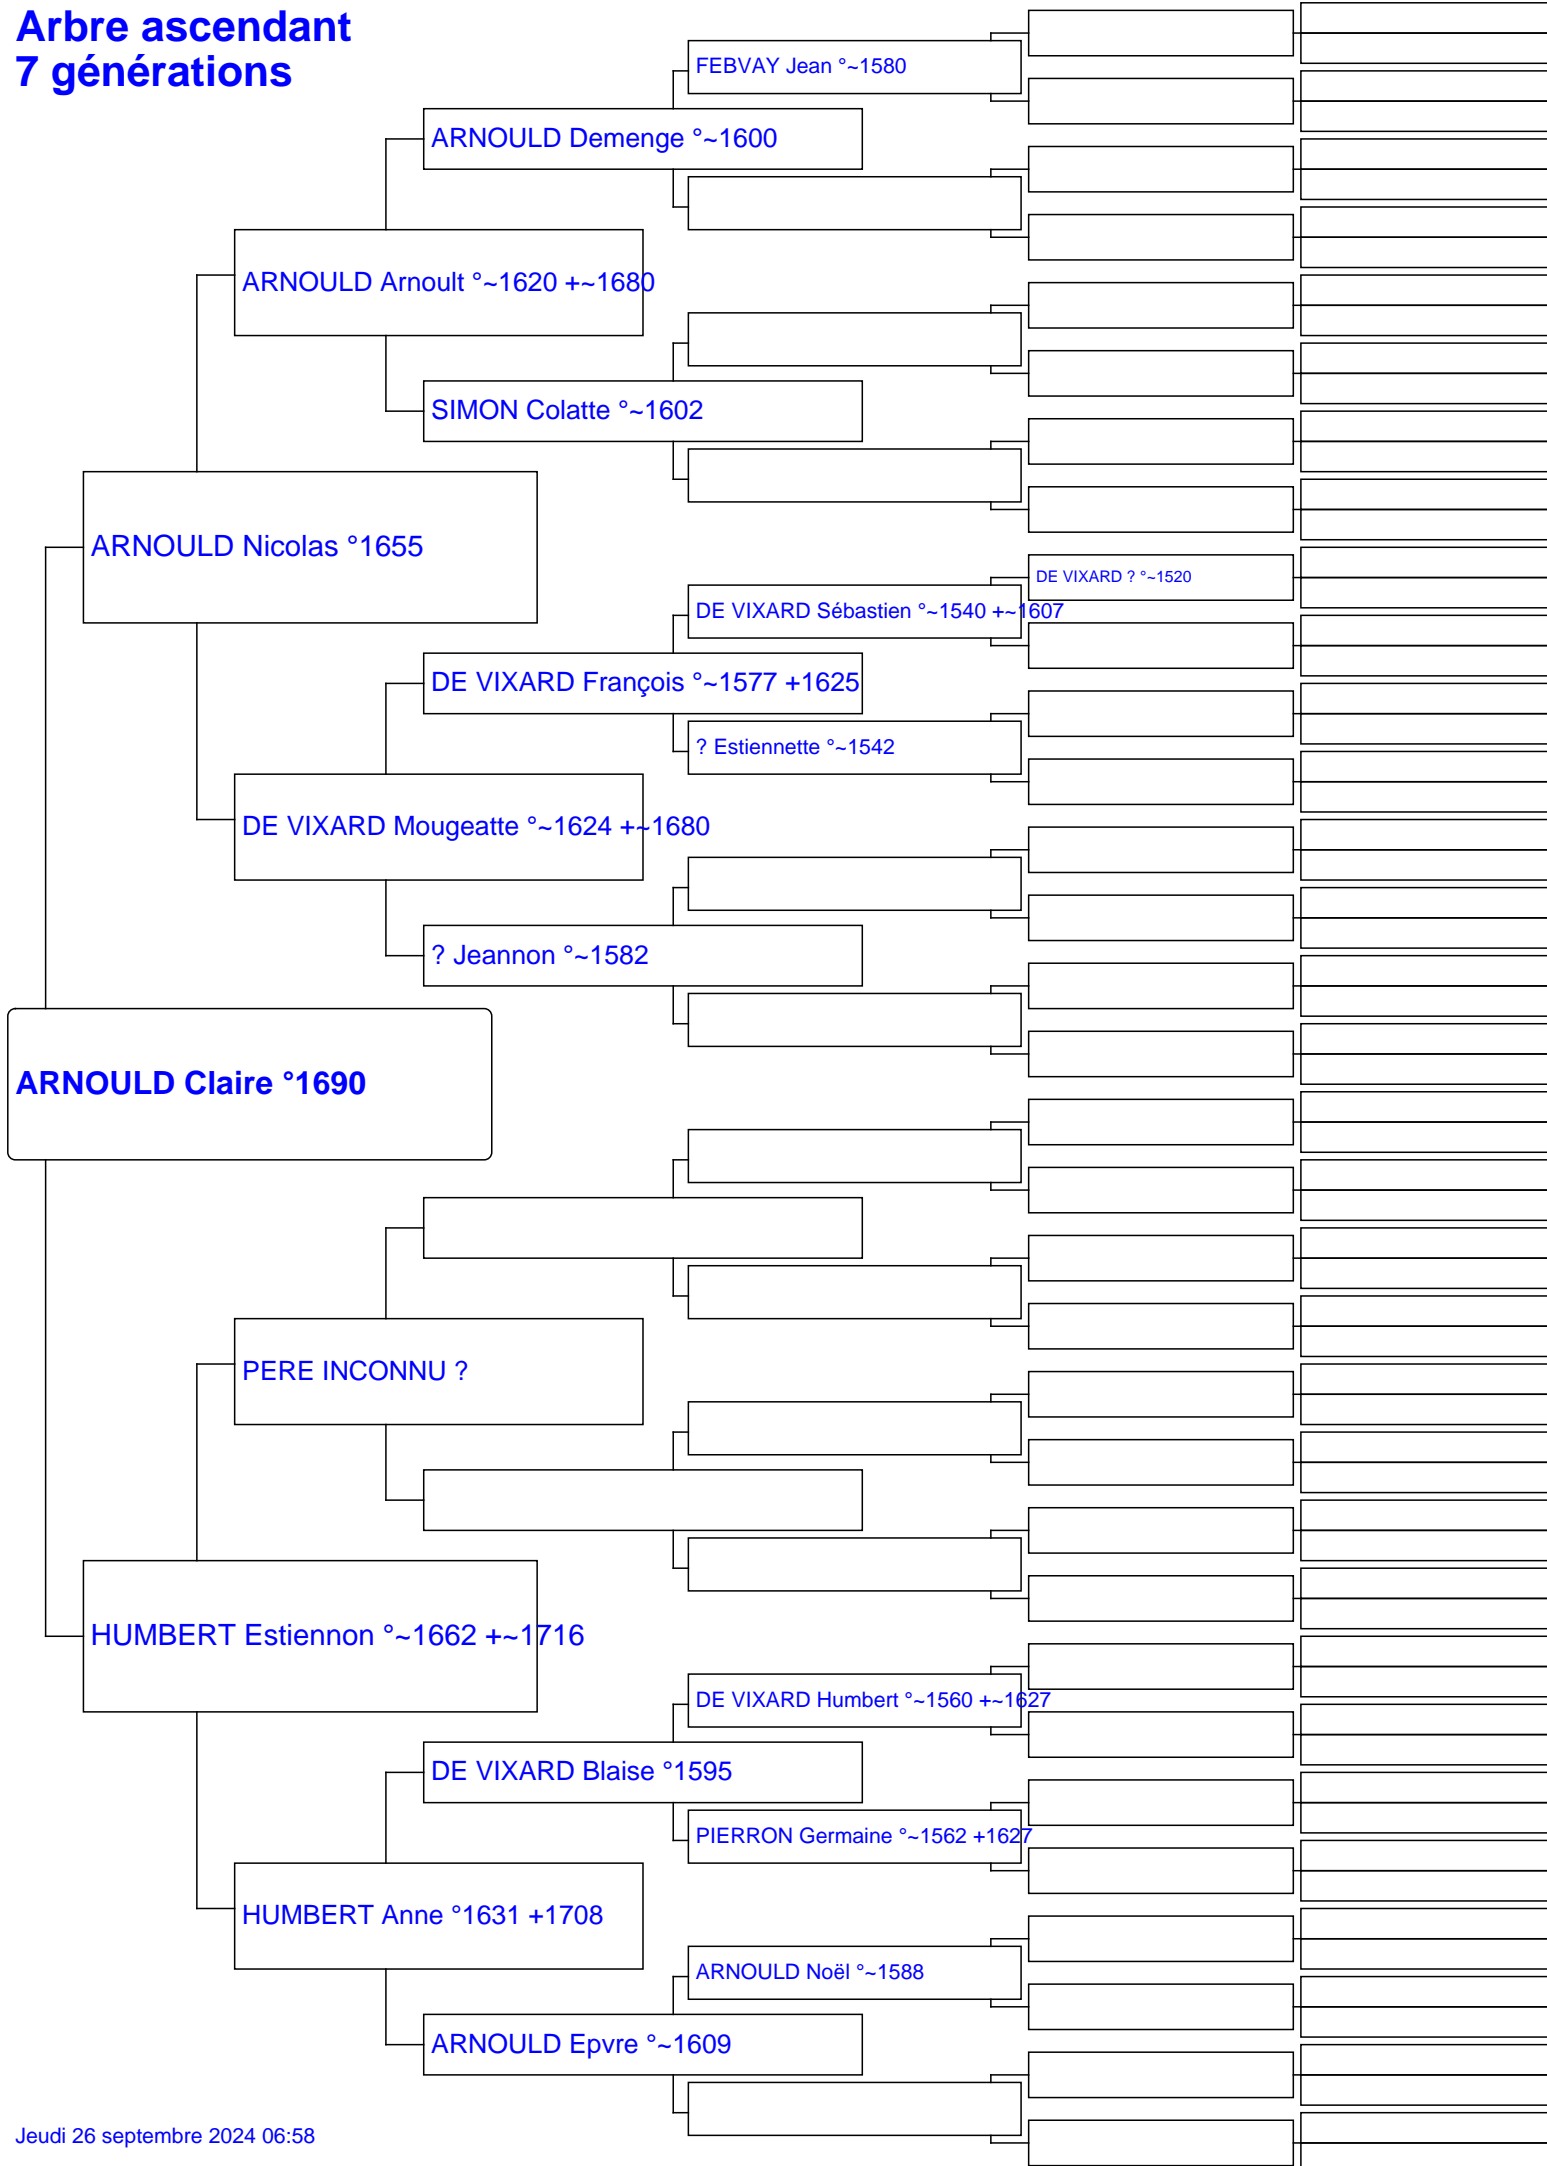 Arbre ascendant
7 générations
FEBVAY Jean °~1580
ARNOULD Demenge °~1600
ARNOULD Arnoult °~1620 +~1680
SIMON Colatte °~1602
ARNOULD Nicolas °1655
DE VIXARD ? °~1520
DE VIXARD Sébastien °~1540 +~1607
DE VIXARD François °~1577 +1625
? Estiennette °~1542
DE VIXARD Mougeatte °~1624 +~1680
? Jeannon °~1582
ARNOULD Claire °1690
PERE INCONNU ?
HUMBERT Estiennon °~1662 +~1716
DE VIXARD Humbert °~1560 +~1627
DE VIXARD Blaise °1595
PIERRON Germaine °~1562 +1627
HUMBERT Anne °1631 +1708
ARNOULD Noël °~1588
ARNOULD Epvre °~1609
Jeudi 26 septembre 2024 06:58